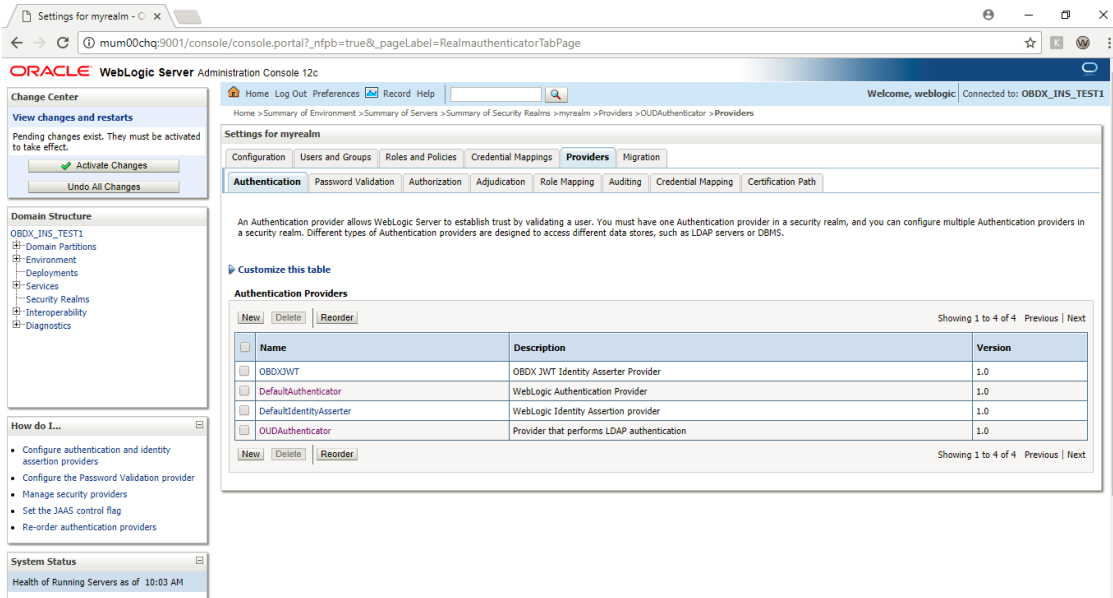 Settings for myrealm - O
mum00chq:9001/console/console.portal?_nfpb=true&_pageLabel=RealmauthenticatorTabPage
ORACLE WebLogic Server Administration Console 12c
Change Center
View changes and restarts
Pending changes exist. They must be activated
to take effect.
Activate Changes
Undo All Changes
Domain Structure
OBDX_INS_TEST1
Domain Partitions
Environment
Deployments
Services
Security Realms
Interoperability
Diagnostics
How do I...
Configure authentication and identity
assertion providers
Configure the Password Validation provider
Manage security providers
Set the JAAS control flag
Re-order authentication providers
System Status
Health of Running Servers as of 10:03 AM
Home Log Out Preferences Record Help
Welcome, weblogic Connected to: OBDX_INS_TEST1
Home >Summary of Environment >Summary of Servers >Summary of Security Realms >myrealm >Providers >OUDAuthenticator >Providers
Settings for myrealm
Configuration Users and Groups Roles and Policies Credential Mappings Providers Migration
Authentication Password Validation Authorization Adjudication Role Mapping Auditing Credential Mapping Certification Path
An Authentication provider allows WebLogic Server to establish trust by validating a user. You must have one Authentication provider in a security realm, and you can configure multiple Authentication providers in
a security realm. Different types of Authentication providers are designed to access different data stores, such as LDAP servers or DBMS.
Customize this table
Authentication Providers
New Delete Reorder Showing 1 to 4 of 4 Previous | Next
Name Description Version
OBDXJWT OBDX JWT Identity Asserter Provider 1.0
DefaultAuthenticator WebLogic Authentication Provider 1.0
DefaultIdentityAsserter WebLogic Identity Assertion provider 1.0
OUDAuthenticator Provider that performs LDAP authentication 1.0
New Delete Reorder Showing 1 to 4 of 4 Previous | Next